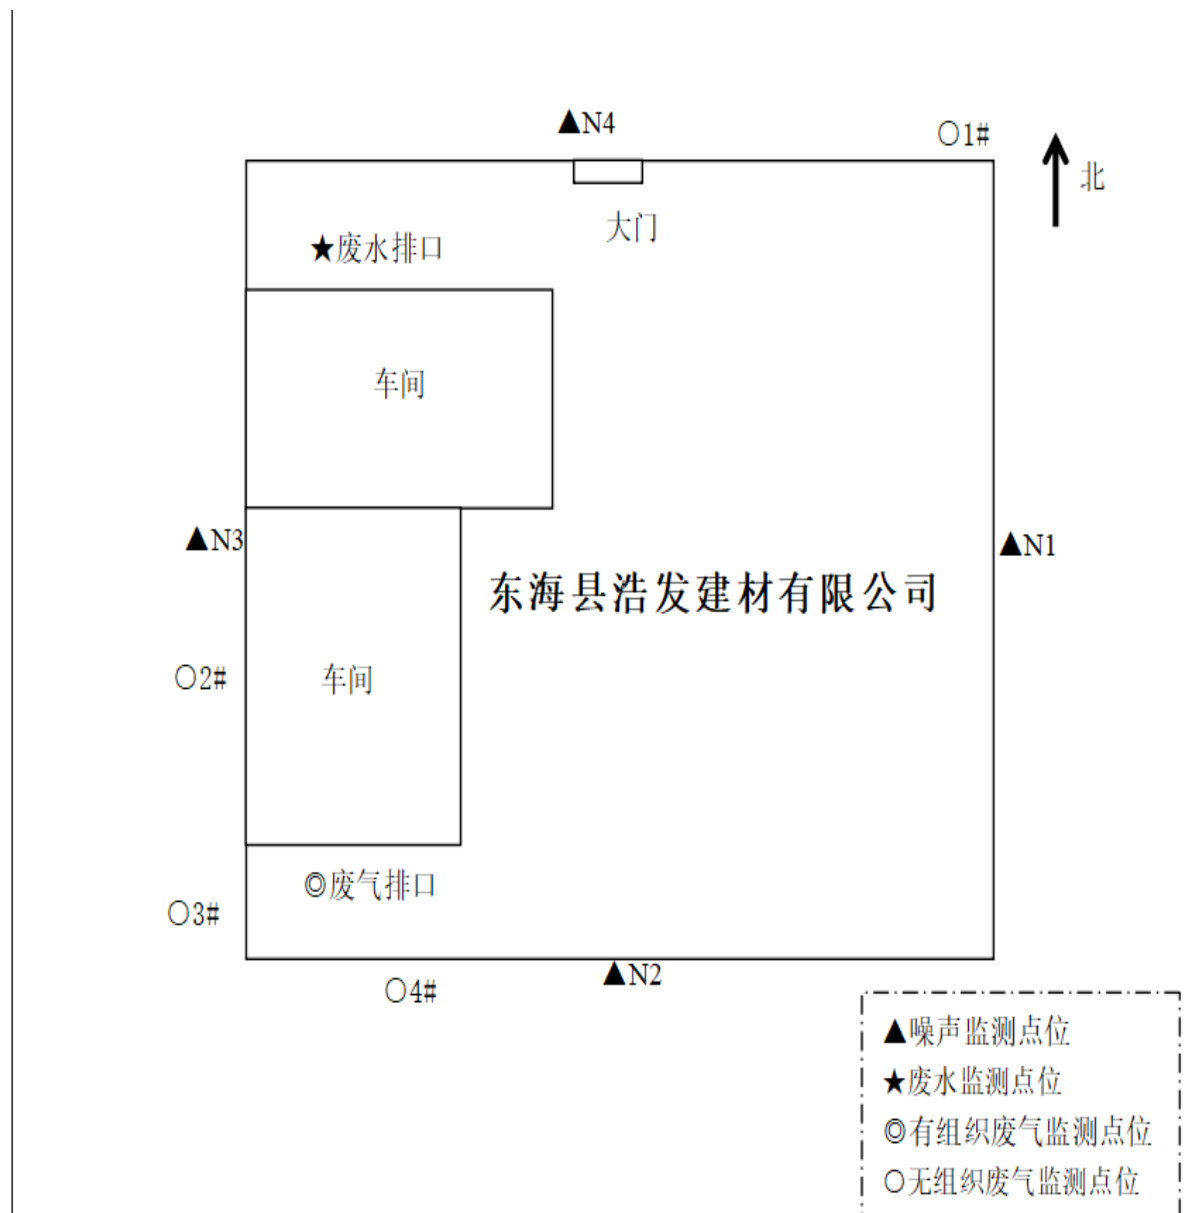 ▲N4
○1#
北
大门
★废水排口
车间
▲N3
▲N1
东海县浩发建材有限公司
○2#
车间
◎废气排口
○3#
▲N2
○4#
▲噪声监测点位
★废水监测点位
◎有组织废气监测点位
○无组织废气监测点位